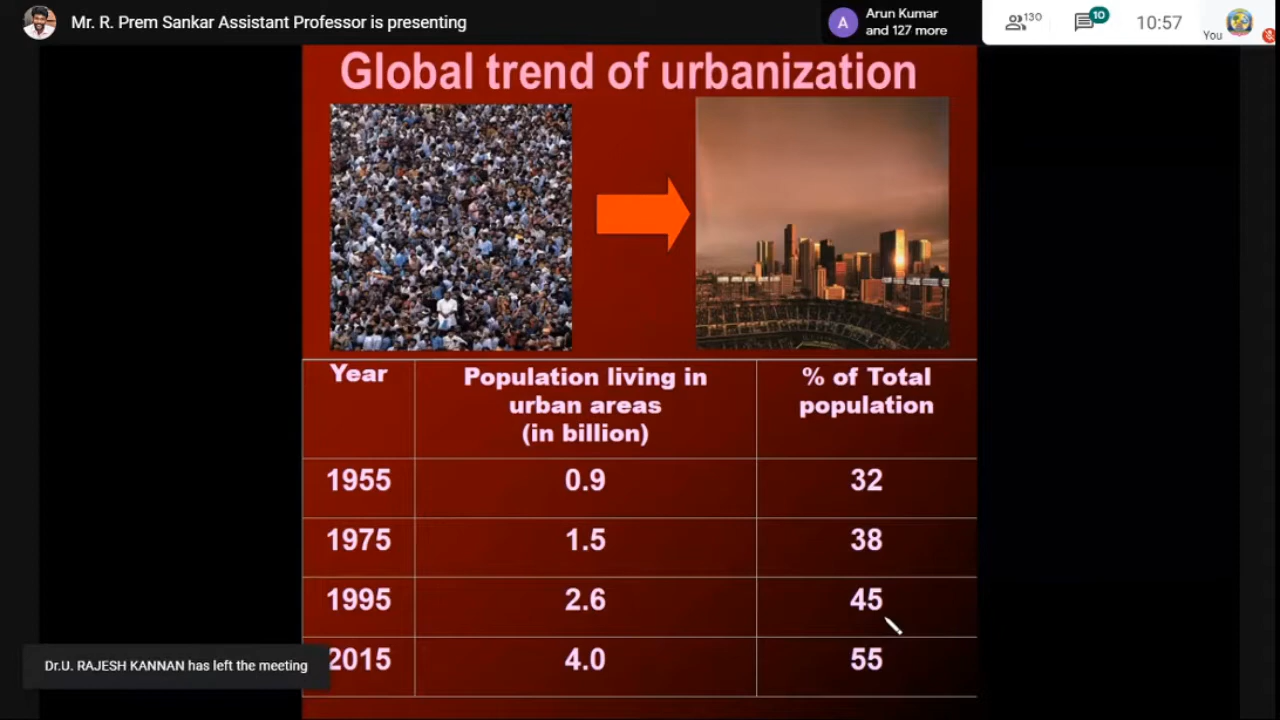 Mr. R. Prem Sankar Assistant Professor is presenting
A
Arun Kumar
and 127 more
130
10
10:57
You
Global trend of urbanization
Year
Population living in
urban areas
(in billion)
% of Total
population
1955 0.9 32
1975 1.5 38
1995 2.6 45
2015 4.0 55
Dr.U. RAJESH KANNAN has left the meeting